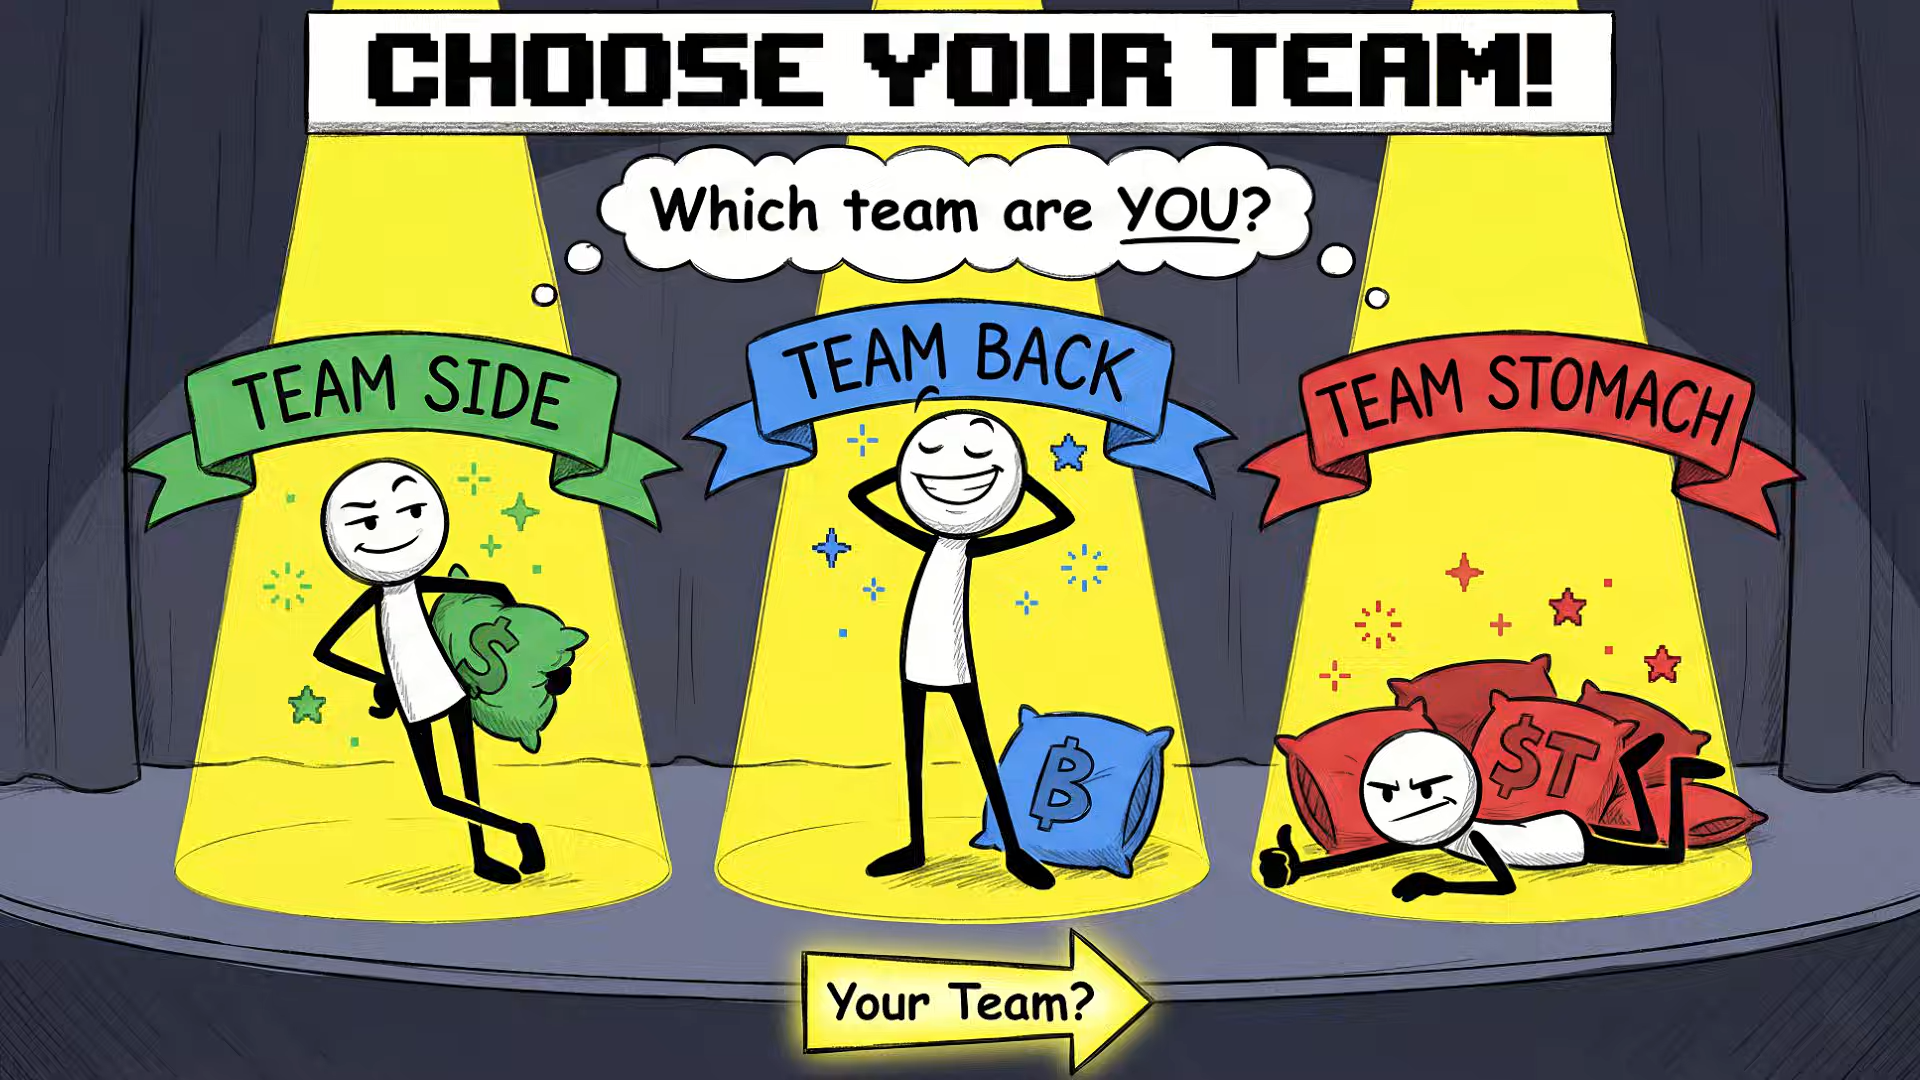 CHOOSE YOUR TEAM!
Which team are YOU?
TEAM SIDE
TEAM BACK
TEAM STOMACH
$
₿
$T
Your Team?